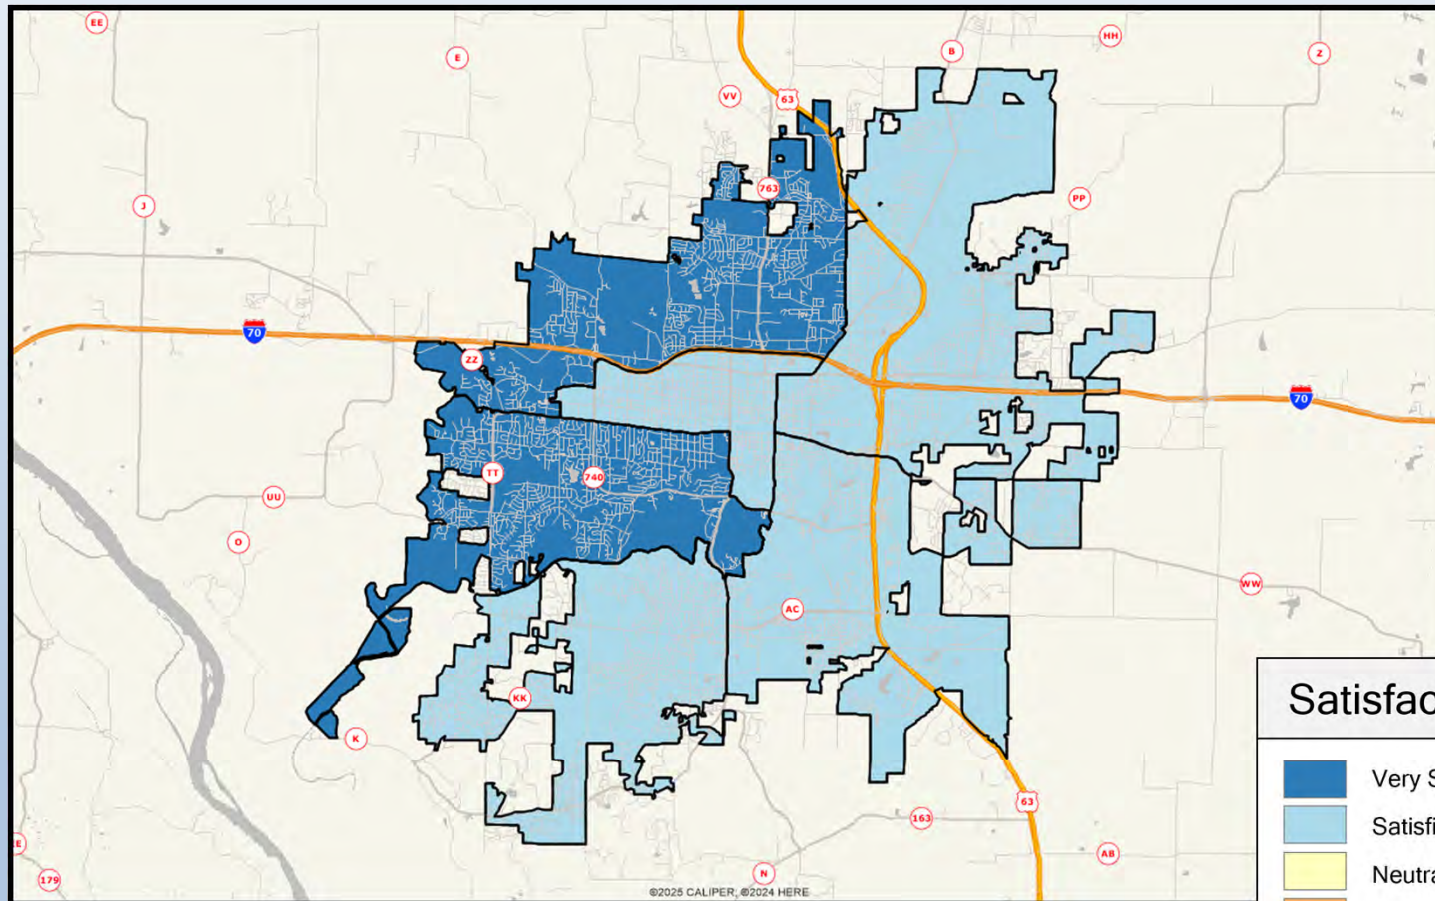 EE
E
VV
63
B
HH
Z
J
763
PP
70
ZZ
70
TT
740
UU
O
WW
AC
KK
K
Satisfac
Very S
Satisfi
Neutra
63
163
AB
E
179
N
©2025 CALIPER; ©2024 HERE